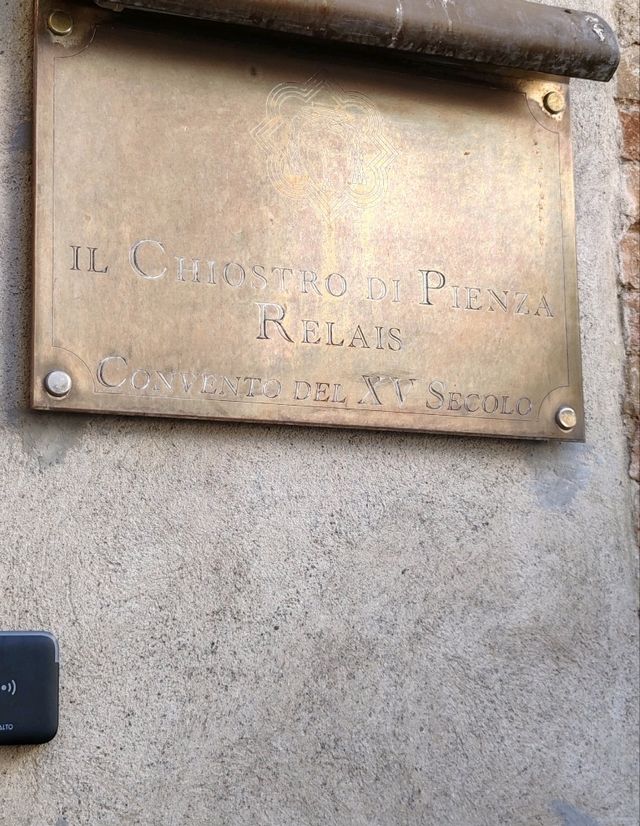 IL CHIOSTRO DI PIENZA
RELAIS
CONVENTO DEL XV SECOLO